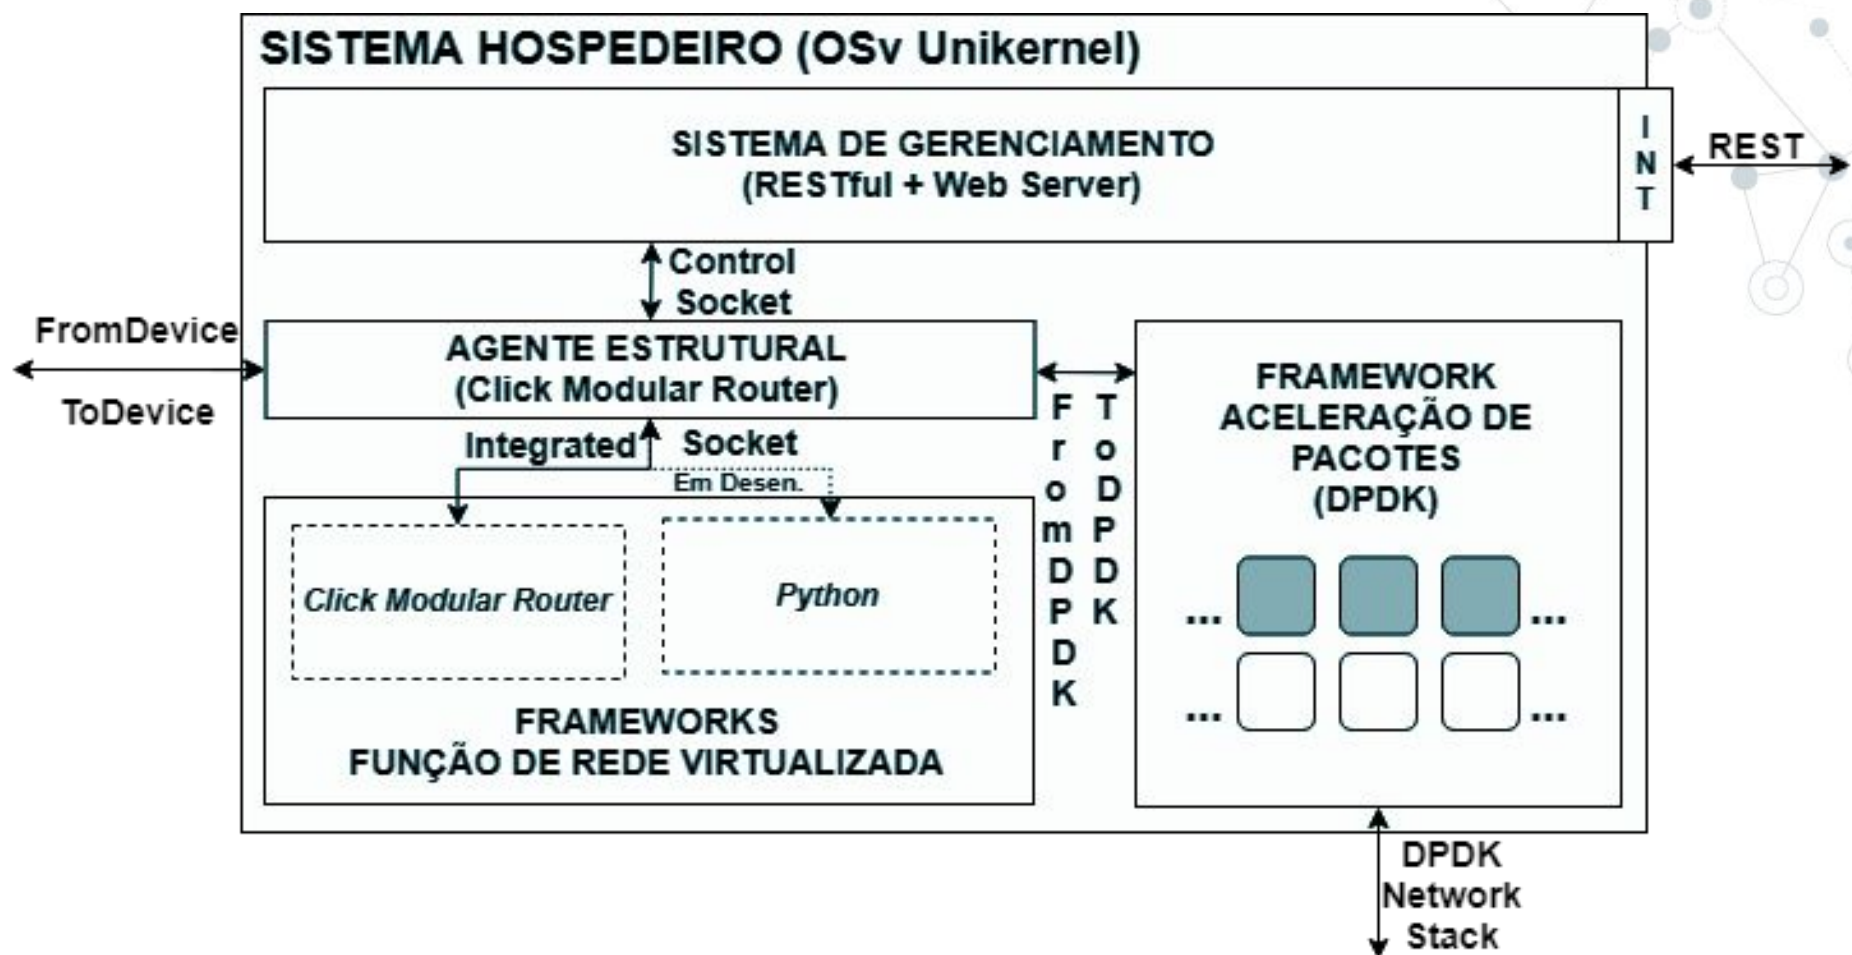 SISTEMA HOSPEDEIRO (OSv Unikernel)
SISTEMA DE GERENCIAMENTO
(RESTful + Web Server)
INT
REST
Control
Socket
FromDevice
ToDevice
AGENTE ESTRUTURAL
(Click Modular Router)
Integrated
Socket
Em Desen.
Click Modular Router
Python
FRAMEWORKS
FUNÇÃO DE REDE VIRTUALIZADA
FromDPDK
ToDPDK
FRAMEWORK
ACELERAÇÃO DE
PACOTES
(DPDK)
... ...
... ...
DPDK
Network
Stack